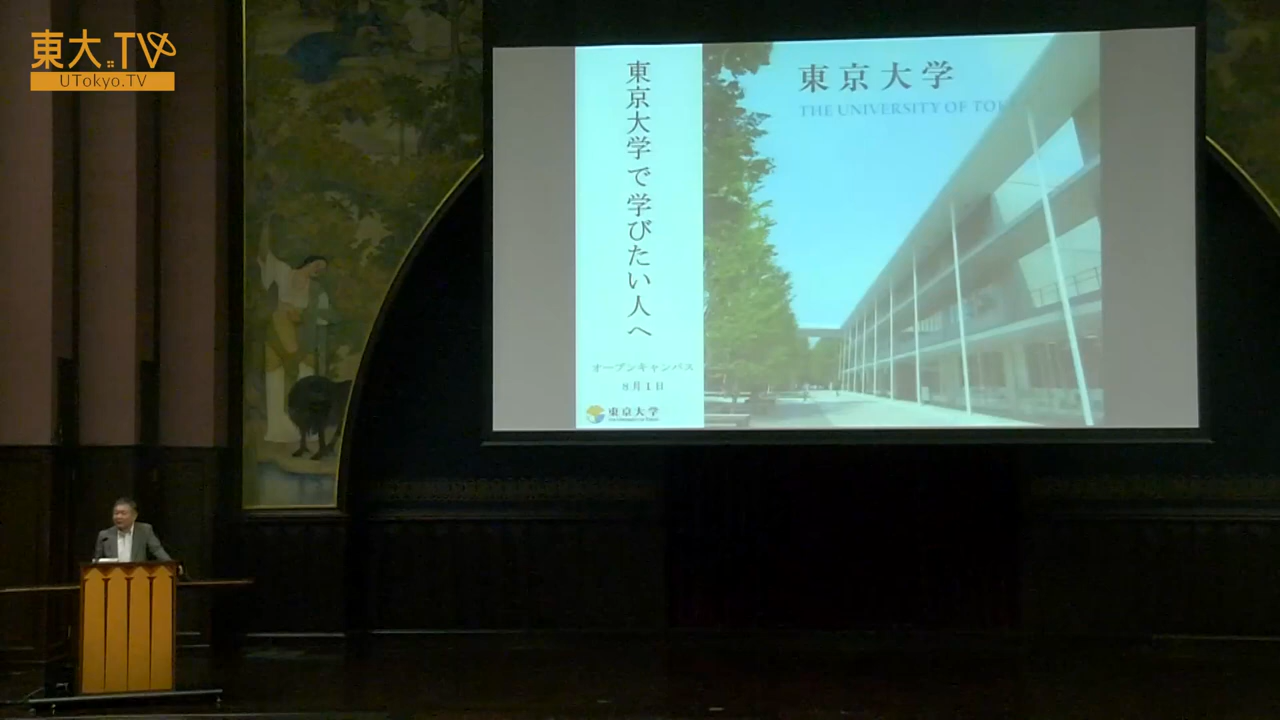 東大TV
UTokyo.TV
東京大学で学びたい人へ
オープンキャンパス
8月1日
東京大学
東京大学
THE UNIVERSITY OF TOK